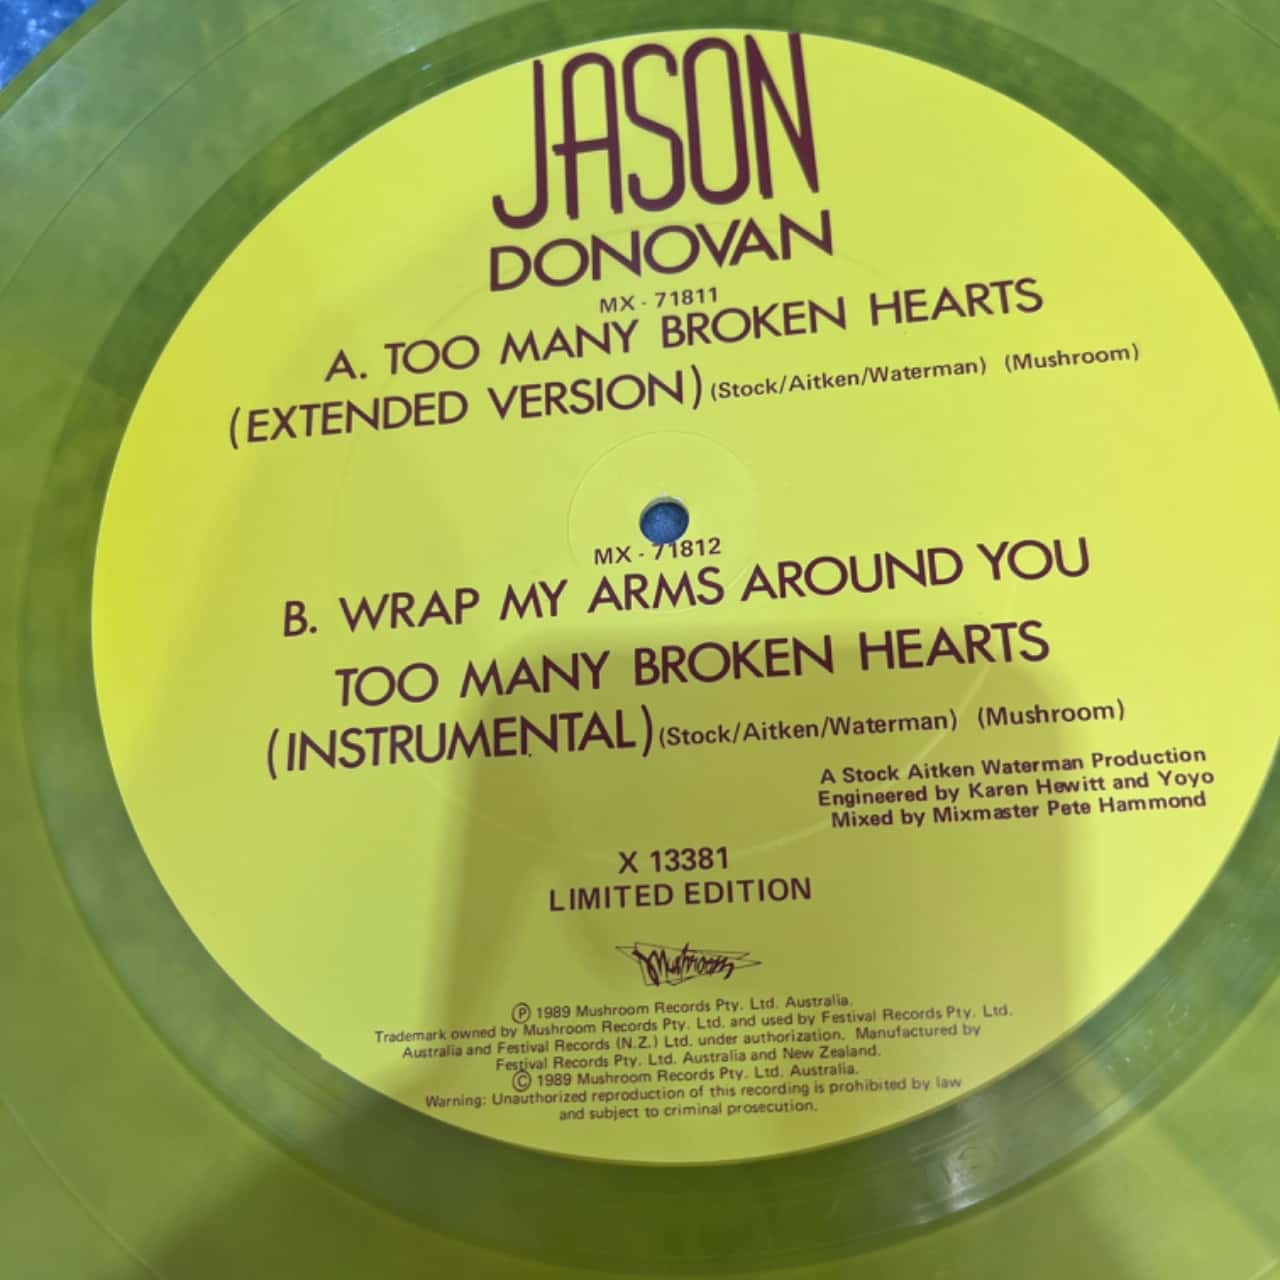 JASON
DONOVAN
MX - 71811
A. TOO MANY BROKEN HEARTS
(EXTENDED VERSION) (Stock/Aitken/Waterman) (Mushroom)
MX - 71812
B. WRAP MY ARMS AROUND YOU
TOO MANY BROKEN HEARTS
(INSTRUMENTAL) (Stock/Aitken/Waterman) (Mushroom)
A Stock Aitken Waterman Production
Engineered by Karen Hewitt and Yoyo
Mixed by Mixmaster Pete Hammond
X 13381
LIMITED EDITION
Mushroom
Ⓟ 1989 Mushroom Records Pty. Ltd. Australia.
Trademark owned by Mushroom Records Pty. Ltd. and used by Festival Records Pty. Ltd.
Australia and Festival Records (N.Z.) Ltd. under authorization. Manufactured by
Festival Records Pty. Ltd. Australia and New Zealand.
© 1989 Mushroom Records Pty. Ltd. Australia.
Warning: Unauthorized reproduction of this recording is prohibited by law
and subject to criminal prosecution.